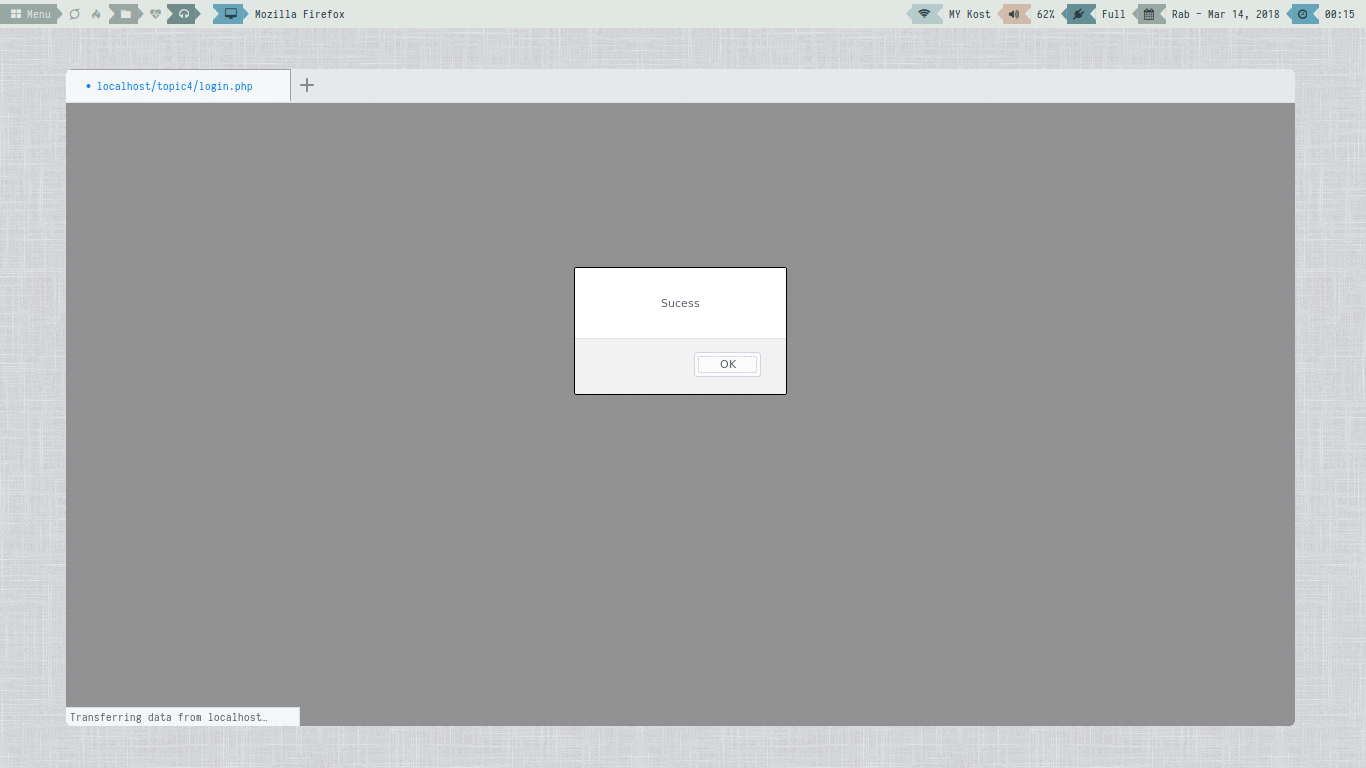 Menu Mozilla Firefox MY Kost 62% Full Rab - Mar 14, 2018 00:15
• localhost/topic4/login.php
Sucess
OK
Transferring data from localhost…